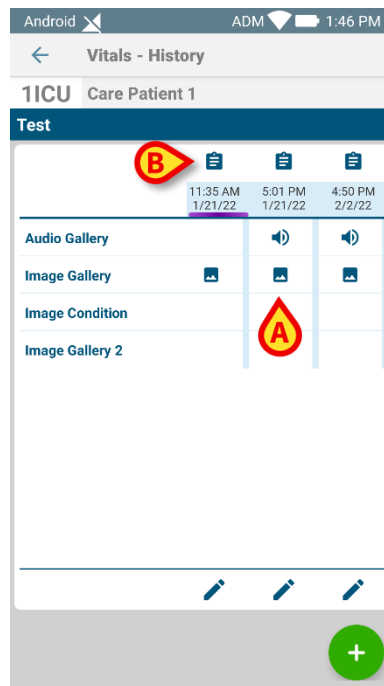 Android ADM 1:46 PM
Vitals - History
1ICU Care Patient 1
Test
B
11:35 AM 5:01 PM 4:50 PM
1/21/22 1/21/22 2/2/22
Audio Gallery
Image Gallery
Image Condition
A
Image Gallery 2